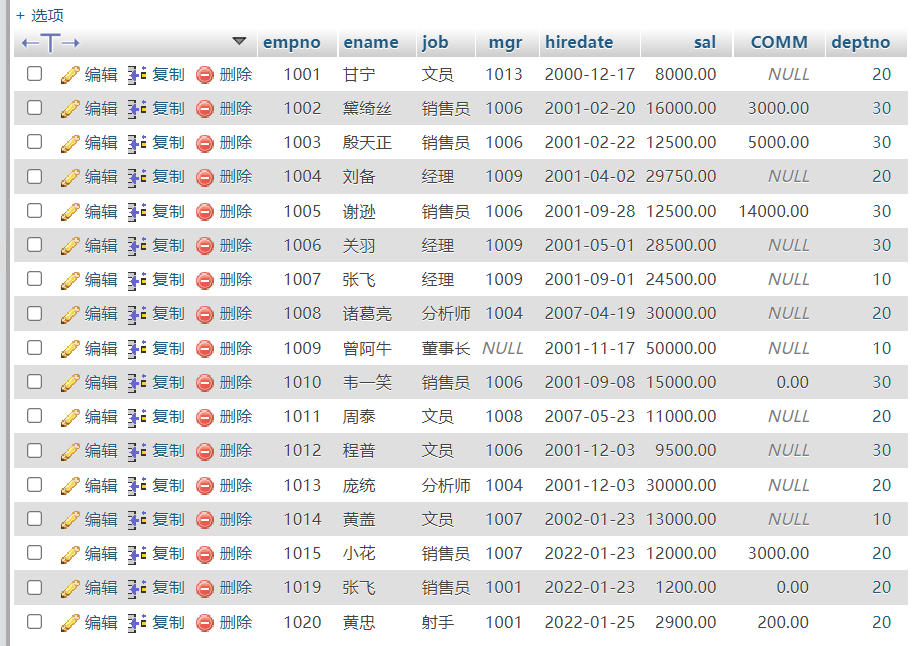 + 选项
←T→ empno ename job mgr hiredate sal COMM deptno
编辑 复制 删除 1001 甘宁 文员 1013 2000-12-17 8000.00 NULL 20
编辑 复制 删除 1002 黛绮丝 销售员 1006 2001-02-20 16000.00 3000.00 30
编辑 复制 删除 1003 殷天正 销售员 1006 2001-02-22 12500.00 5000.00 30
编辑 复制 删除 1004 刘备 经理 1009 2001-04-02 29750.00 NULL 20
编辑 复制 删除 1005 谢逊 销售员 1006 2001-09-28 12500.00 14000.00 30
编辑 复制 删除 1006 关羽 经理 1009 2001-05-01 28500.00 NULL 30
编辑 复制 删除 1007 张飞 经理 1009 2001-09-01 24500.00 NULL 10
编辑 复制 删除 1008 诸葛亮 分析师 1004 2007-04-19 30000.00 NULL 20
编辑 复制 删除 1009 曾阿牛 董事长 NULL 2001-11-17 50000.00 NULL 10
编辑 复制 删除 1010 韦一笑 销售员 1006 2001-09-08 15000.00 0.00 30
编辑 复制 删除 1011 周泰 文员 1008 2007-05-23 11000.00 NULL 20
编辑 复制 删除 1012 程普 文员 1006 2001-12-03 9500.00 NULL 30
编辑 复制 删除 1013 庞统 分析师 1004 2001-12-03 30000.00 NULL 20
编辑 复制 删除 1014 黄盖 文员 1007 2002-01-23 13000.00 NULL 10
编辑 复制 删除 1015 小花 销售员 1007 2022-01-23 12000.00 3000.00 20
编辑 复制 删除 1019 张飞 销售员 1001 2022-01-23 1200.00 0.00 20
编辑 复制 删除 1020 黄忠 射手 1001 2022-01-25 2900.00 200.00 20